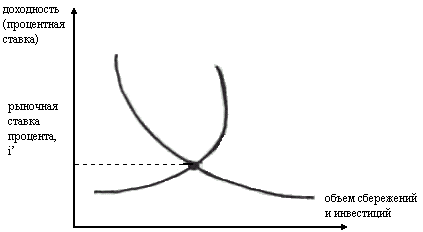 доходность
(процентная
ставка)
рыночная
ставка
процента,
i'
объем сбережений
и инвестиций